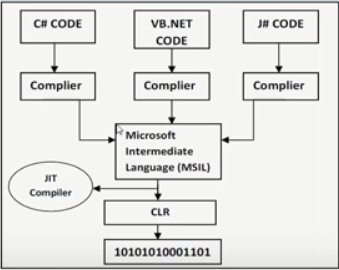 C# CODE
VB.NET
CODE
J# CODE
Complier
Complier
Complier
Microsoft
Intermediate
Language (MSIL)
JIT
Compiler
CLR
10101010001101